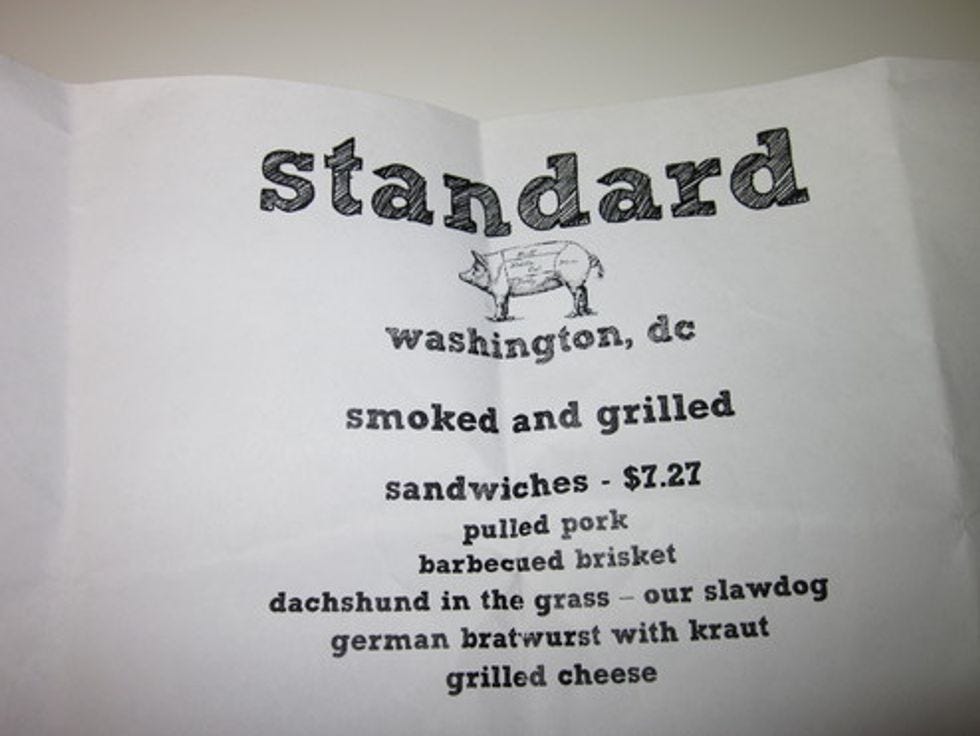 standard
washington, dc
smoked and grilled
sandwiches - $7.27
pulled pork
barbecued brisket
dachshund in the grass – our slawdog
german bratwurst with kraut
grilled cheese